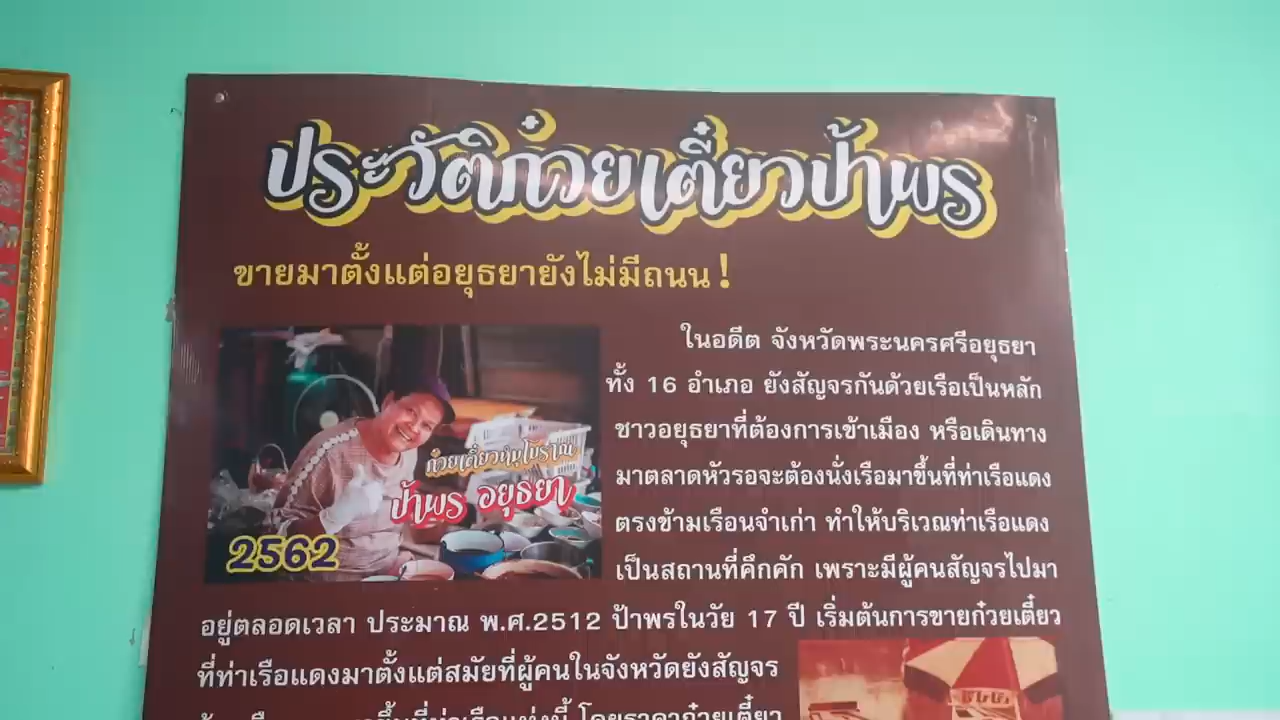 ประวัติก๋วยเตี๋ยวป้าพร
ขายมาตั้งแต่อยุธยายังไม่มีถนน!
ในอดีต จังหวัดพระนครศรีอยุธยา
ทั้ง 16 อำเภอ ยังสัญจรกันด้วยเรือเป็นหลัก
ชาวอยุธยาที่ต้องการเข้าเมือง หรือเดินทาง
มาตลาดหัวรอจะต้องนั่งเรือมาขึ้นที่ท่าเรือแดง
ตรงข้ามเรือนจำเก่า ทำให้บริเวณท่าเรือแดง
เป็นสถานที่คึกคัก เพราะมีผู้คนสัญจรไปมา
ก๋วยเตี๋ยวหมูโบราณ
ป้าพร อยุธยา
2562
อยู่ตลอดเวลา ประมาณ พ.ศ.2512 ป้าพรในวัย 17 ปี เริ่มต้นการขายก๋วยเตี๋ยว
ที่ท่าเรือแดงมาตั้งแต่สมัยที่ผู้คนในจังหวัดยังสัญจร
โดยราคาก๋วยเตี๋ยว